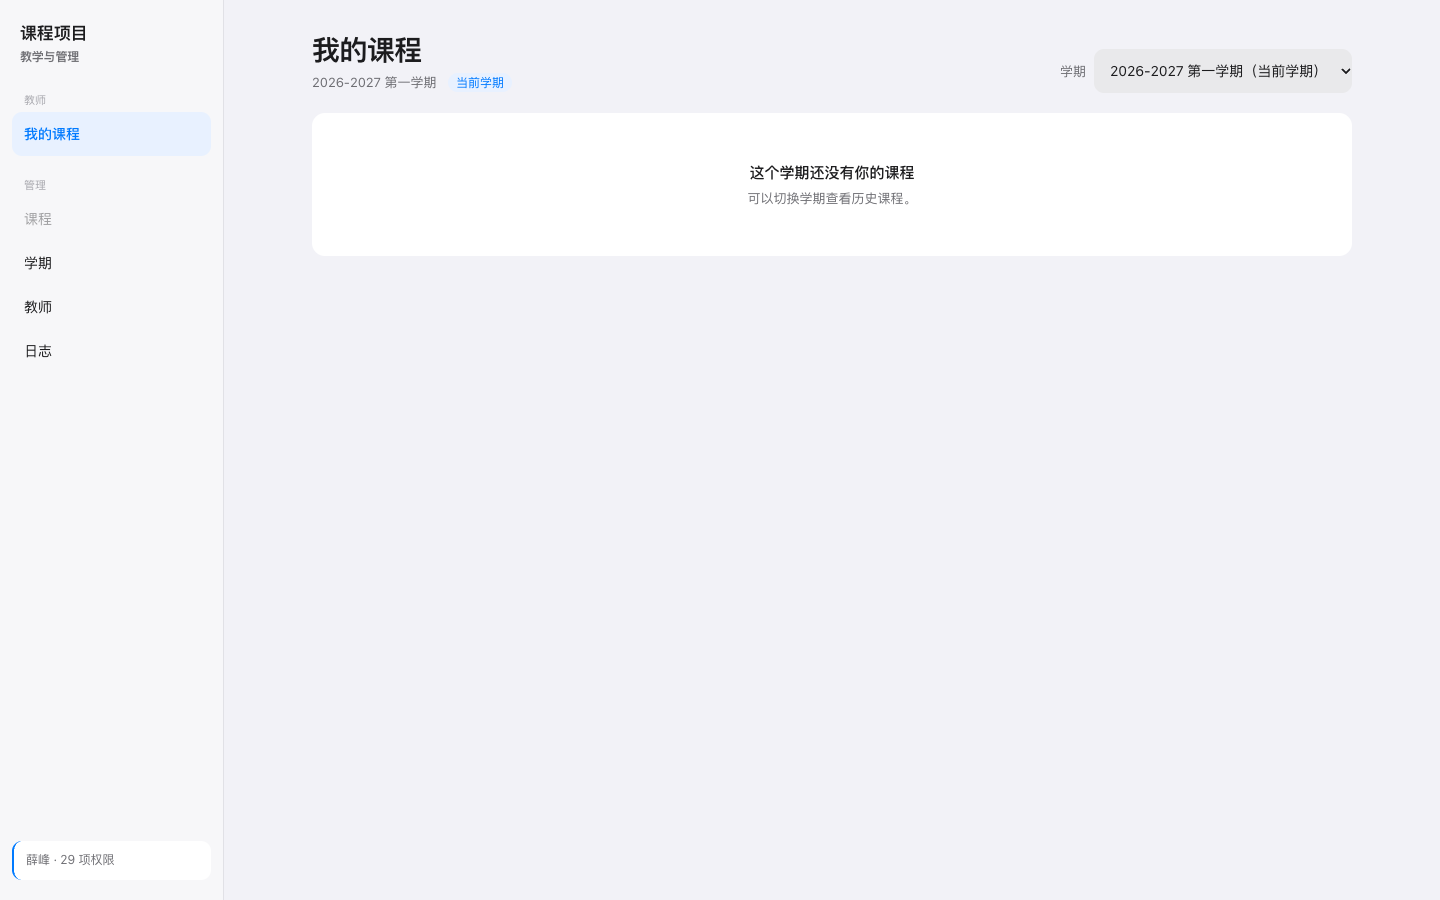 课程项目
教学与管理
教师
我的课程
管理
课程
学期
教师
日志
薛峰 · 29 项权限
我的课程
2026-2027 第一学期 当前学期
学期 2026-2027 第一学期（当前学期）
这个学期还没有你的课程
可以切换学期查看历史课程。